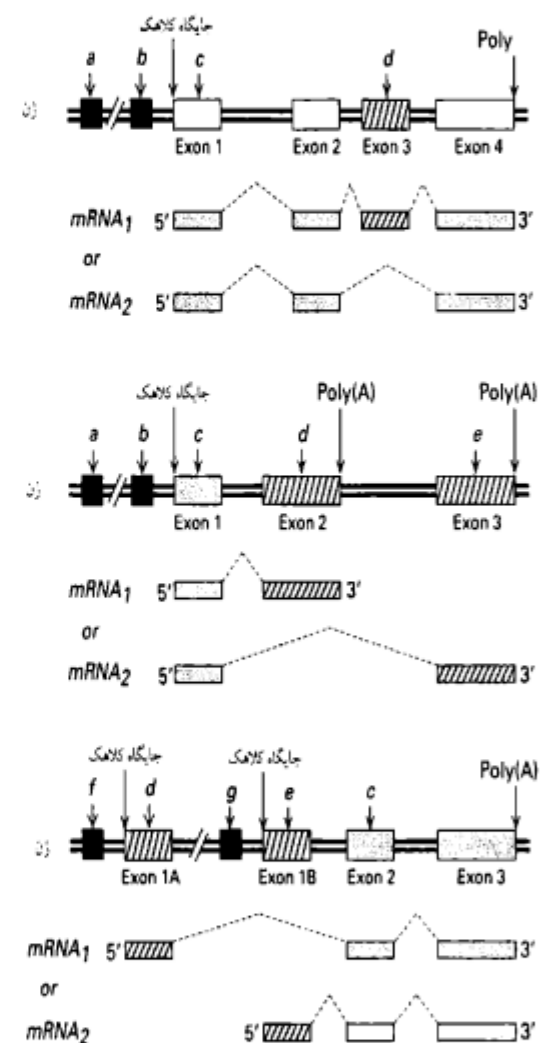 جایگاه کلاهک
a b c d Poly
ژن
Exon 1 Exon 2 Exon 3 Exon 4
mRNA1 5′ 3′
or
mRNA2 5′ 3′
جایگاه کلاهک Poly(A) Poly(A)
a b c d e
ژن
Exon 1 Exon 2 Exon 3
mRNA1 5′ 3′
or
mRNA2 5′ 3′
جایگاه کلاهک جایگاه کلاهک Poly(A)
f d g e c
ژن
Exon 1A Exon 1B Exon 2 Exon 3
mRNA1 5′ 3′
or
mRNA2 5′ 3′